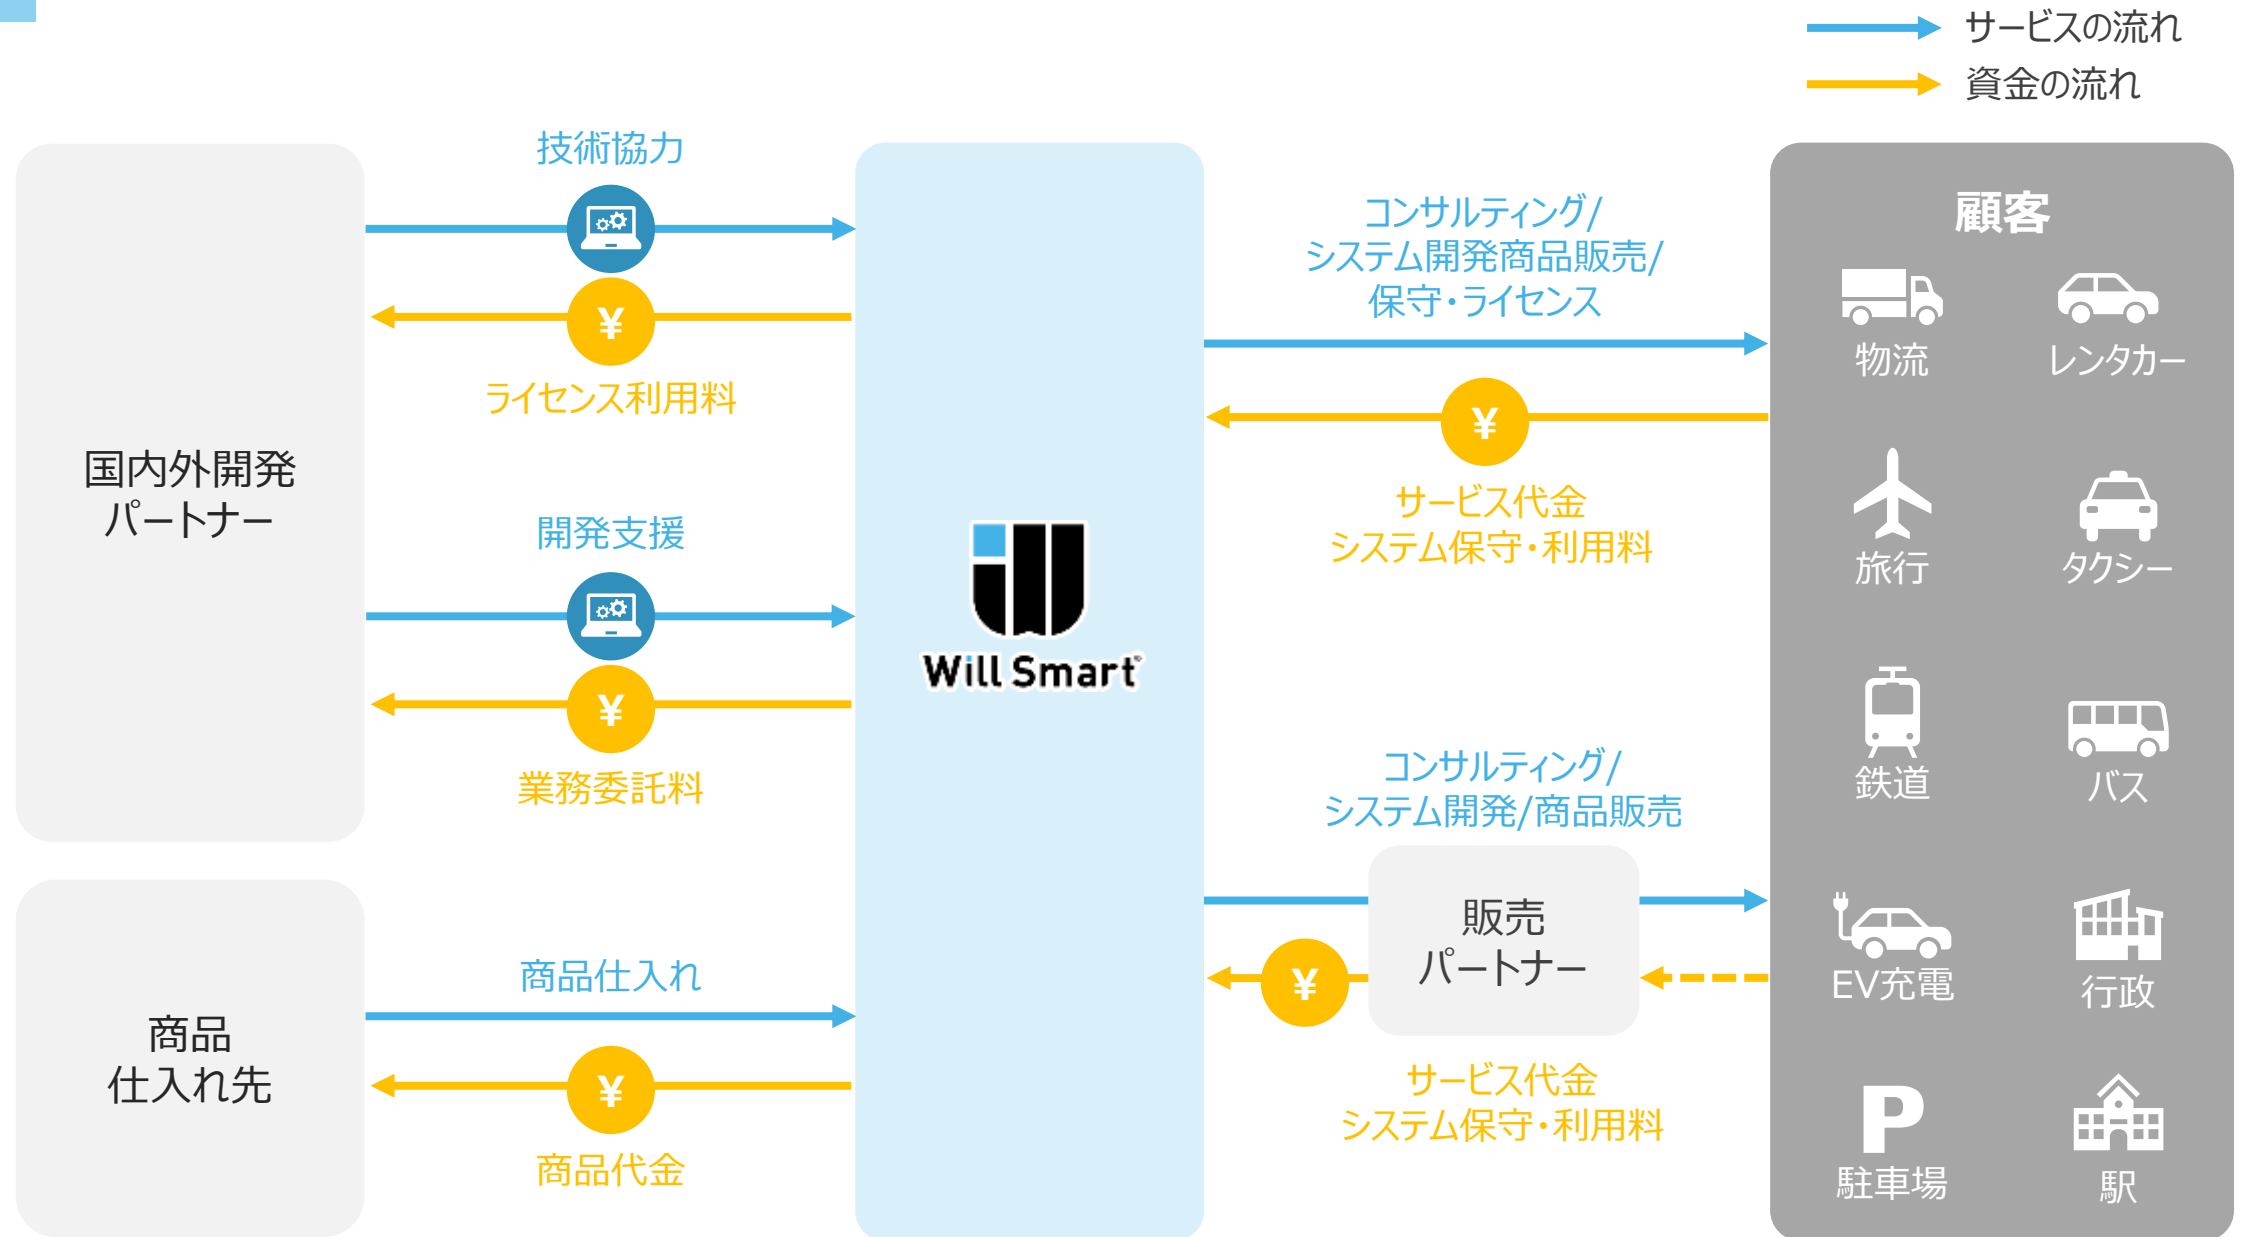 サービスの流れ
資金の流れ
技術協力
¥
ライセンス利用料
国内外開発
パートナー
開発支援
¥
業務委託料
商品
仕入れ先
商品仕入れ
¥
商品代金
Will Smart
コンサルティング/
システム開発商品販売/
保守・ライセンス
¥
サービス代金
システム保守・利用料
コンサルティング/
システム開発/商品販売
販売
パートナー
¥
サービス代金
システム保守・利用料
顧客
物流
レンタカー
旅行
タクシー
鉄道
バス
EV充電
行政
P
駐車場
駅